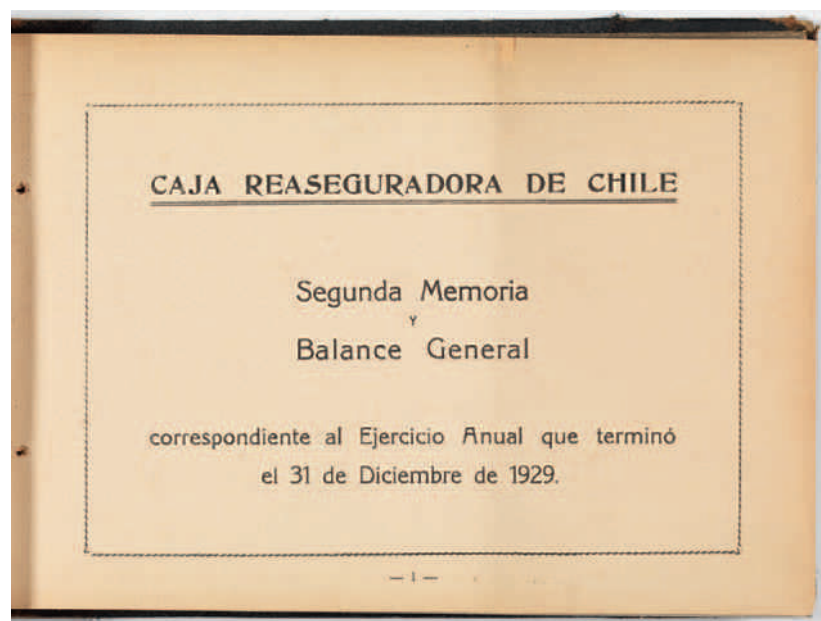 CAJA REASEGURADORA DE CHILE
Segunda Memoria
Y
Balance General
correspondiente al Ejercicio Anual que terminó
el 31 de Diciembre de 1929.
— 1 —